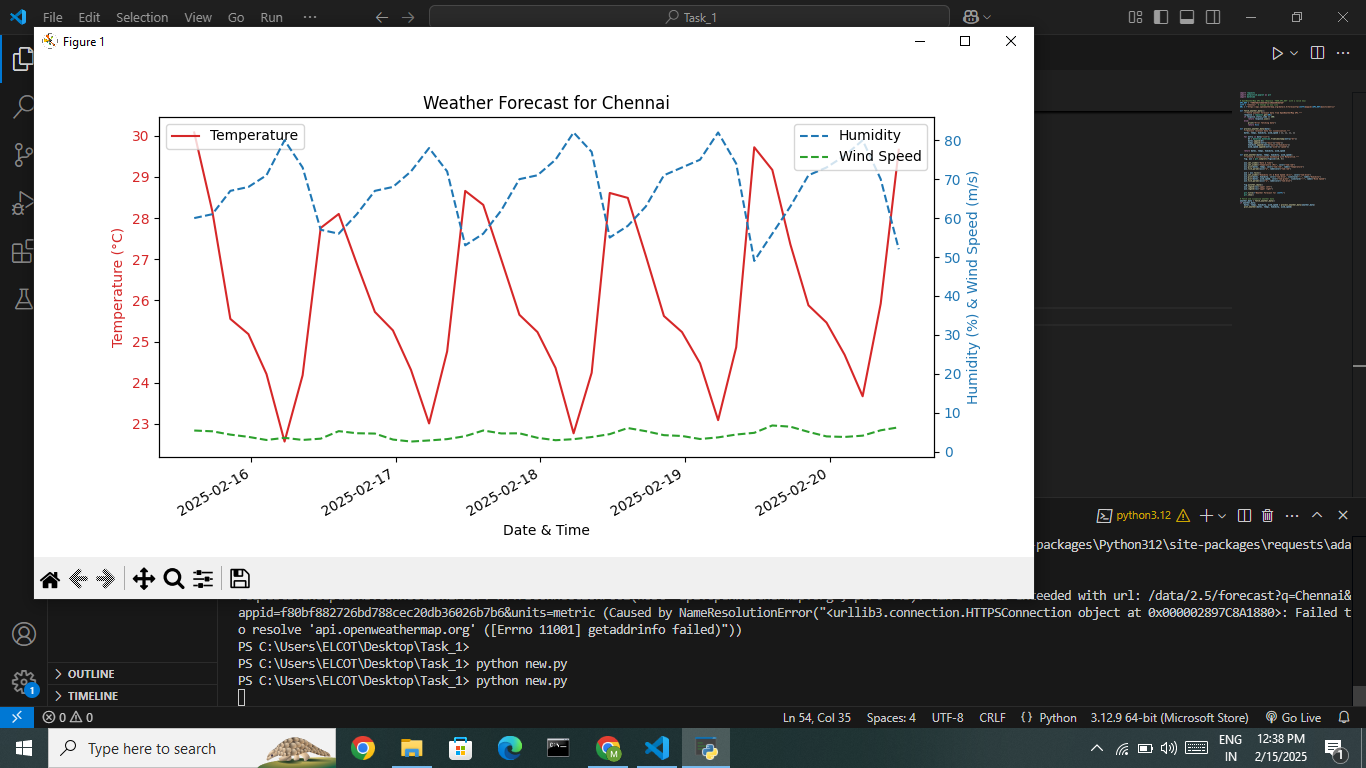 File Edit Selection View Go Run ···
Task_1
Figure 1
Weather Forecast for Chennai
Temperature
Humidity
Wind Speed
30
29
28
27
26
25
24
23
Temperature (°C)
80
70
60
50
40
30
20
10
0
Humidity (%) & Wind Speed (m/s)
2025-02-16
2025-02-17
2025-02-18
2025-02-19
2025-02-20
Date & Time
python3.12
packages\Python312\site-packages\requests\ada
eeded with url: /data/2.5/forecast?q=Chennai&
appid=f80bf882726bd788cec20db36026b7b6&units=metric (Caused by NameResolutionError("<urllib3.connection.HTTPSConnection object at 0x000002897C8A1880>: Failed t
o resolve 'api.openweathermap.org' ([Errno 11001] getaddrinfo failed)"))
PS C:\Users\ELCOT\Desktop\Task_1>
PS C:\Users\ELCOT\Desktop\Task_1> python new.py
PS C:\Users\ELCOT\Desktop\Task_1> python new.py
OUTLINE
TIMELINE
1
0 0
Ln 54, Col 35 Spaces: 4 UTF-8 CRLF {} Python 3.12.9 64-bit (Microsoft Store) Go Live
Type here to search
M
ENG
IN
12:38 PM
2/15/2025
1